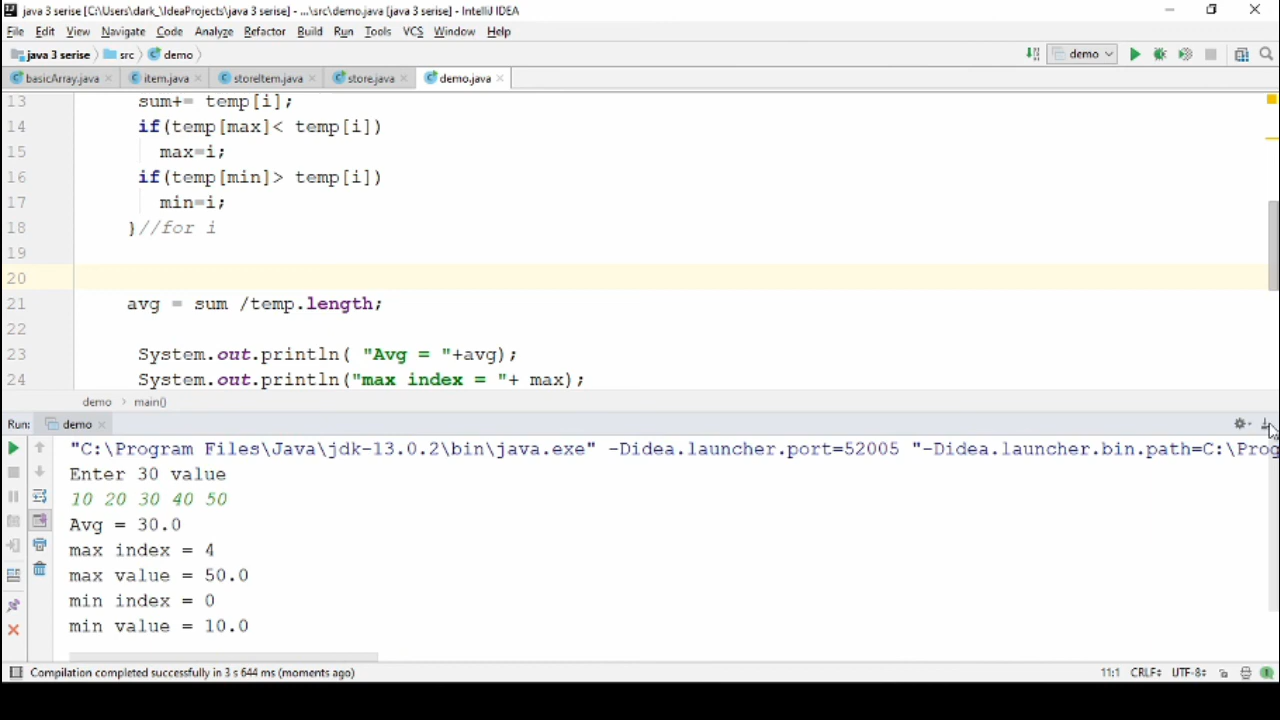 java 3 serise [C:\Users\dark_\IdeaProjects\java 3 serise] - ...\src\demo.java [java 3 serise] - IntelliJ IDEA
File Edit View Navigate Code Analyze Refactor Build Run Tools VCS Window Help
java 3 serise src demo demo
basicArray.java item.java storeItem.java store.java demo.java
13 sum+= temp[i];
14 if(temp[max]< temp[i])
15 max=i;
16 if(temp[min]> temp[i])
17 min=i;
18 }//for i
19
20
21 avg = sum /temp.length;
22
23 System.out.println( "Avg = "+avg);
24 System.out.println("max index = "+ max);
demo main()
Run: demo
"C:\Program Files\Java\jdk-13.0.2\bin\java.exe" -Didea.launcher.port=52005 "-Didea.launcher.bin.path=C:\Prog
Enter 30 value
10 20 30 40 50
Avg = 30.0
max index = 4
max value = 50.0
min index = 0
min value = 10.0
Compilation completed successfully in 3 s 644 ms (moments ago) 11:1 CRLF UTF-8 1